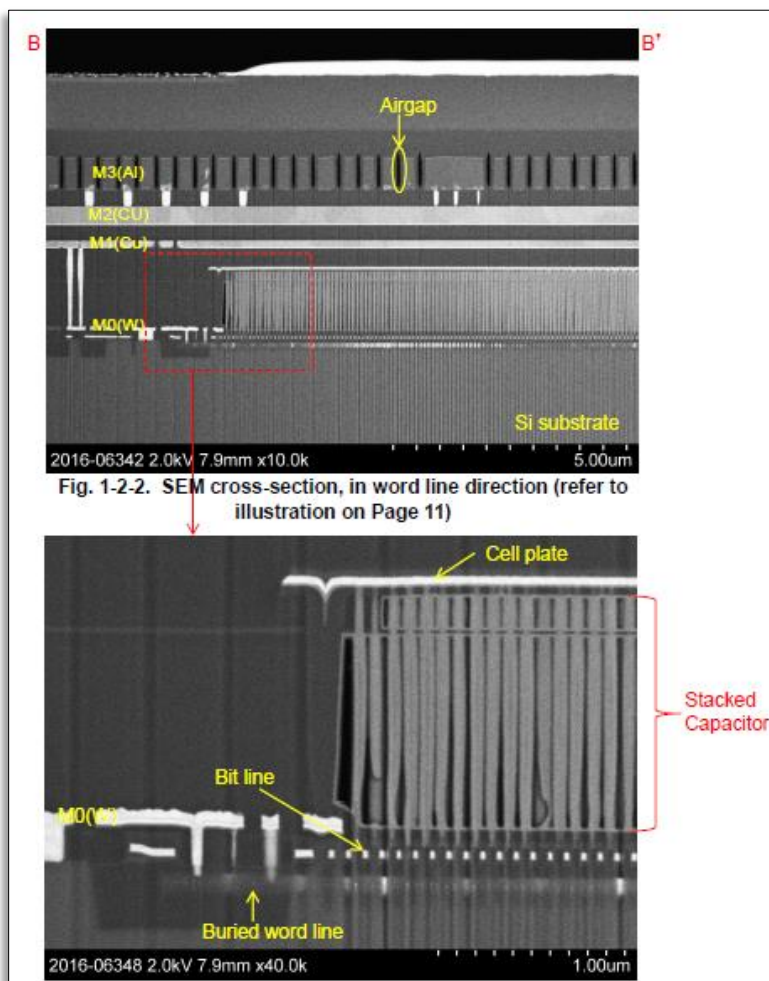 B B'
Airgap
M3(Al)
M2(CU)
M1(Cu)
M0(W)
Si substrate
2016-06342 2.0kV 7.9mm x10.0k 5.00um
Fig. 1-2-2. SEM cross-section, in word line direction (refer to
illustration on Page 11)
Cell plate
Stacked
Capacitor
Bit line
M0(W)
Buried word line
2016-06348 2.0kV 7.9mm x40.0k 1.00um